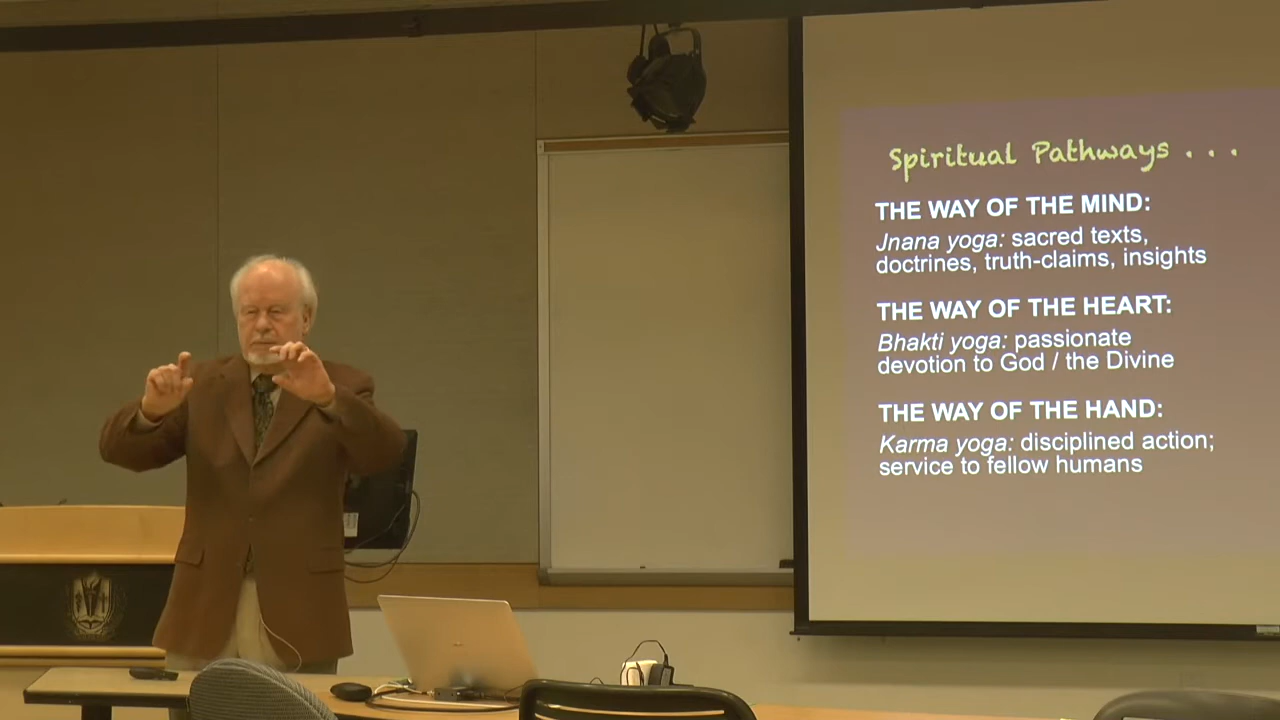 Spiritual Pathways . . .
THE WAY OF THE MIND:
Jnana yoga: sacred texts,
doctrines, truth-claims, insights
THE WAY OF THE HEART:
Bhakti yoga: passionate
devotion to God / the Divine
THE WAY OF THE HAND:
Karma yoga: disciplined action;
service to fellow humans